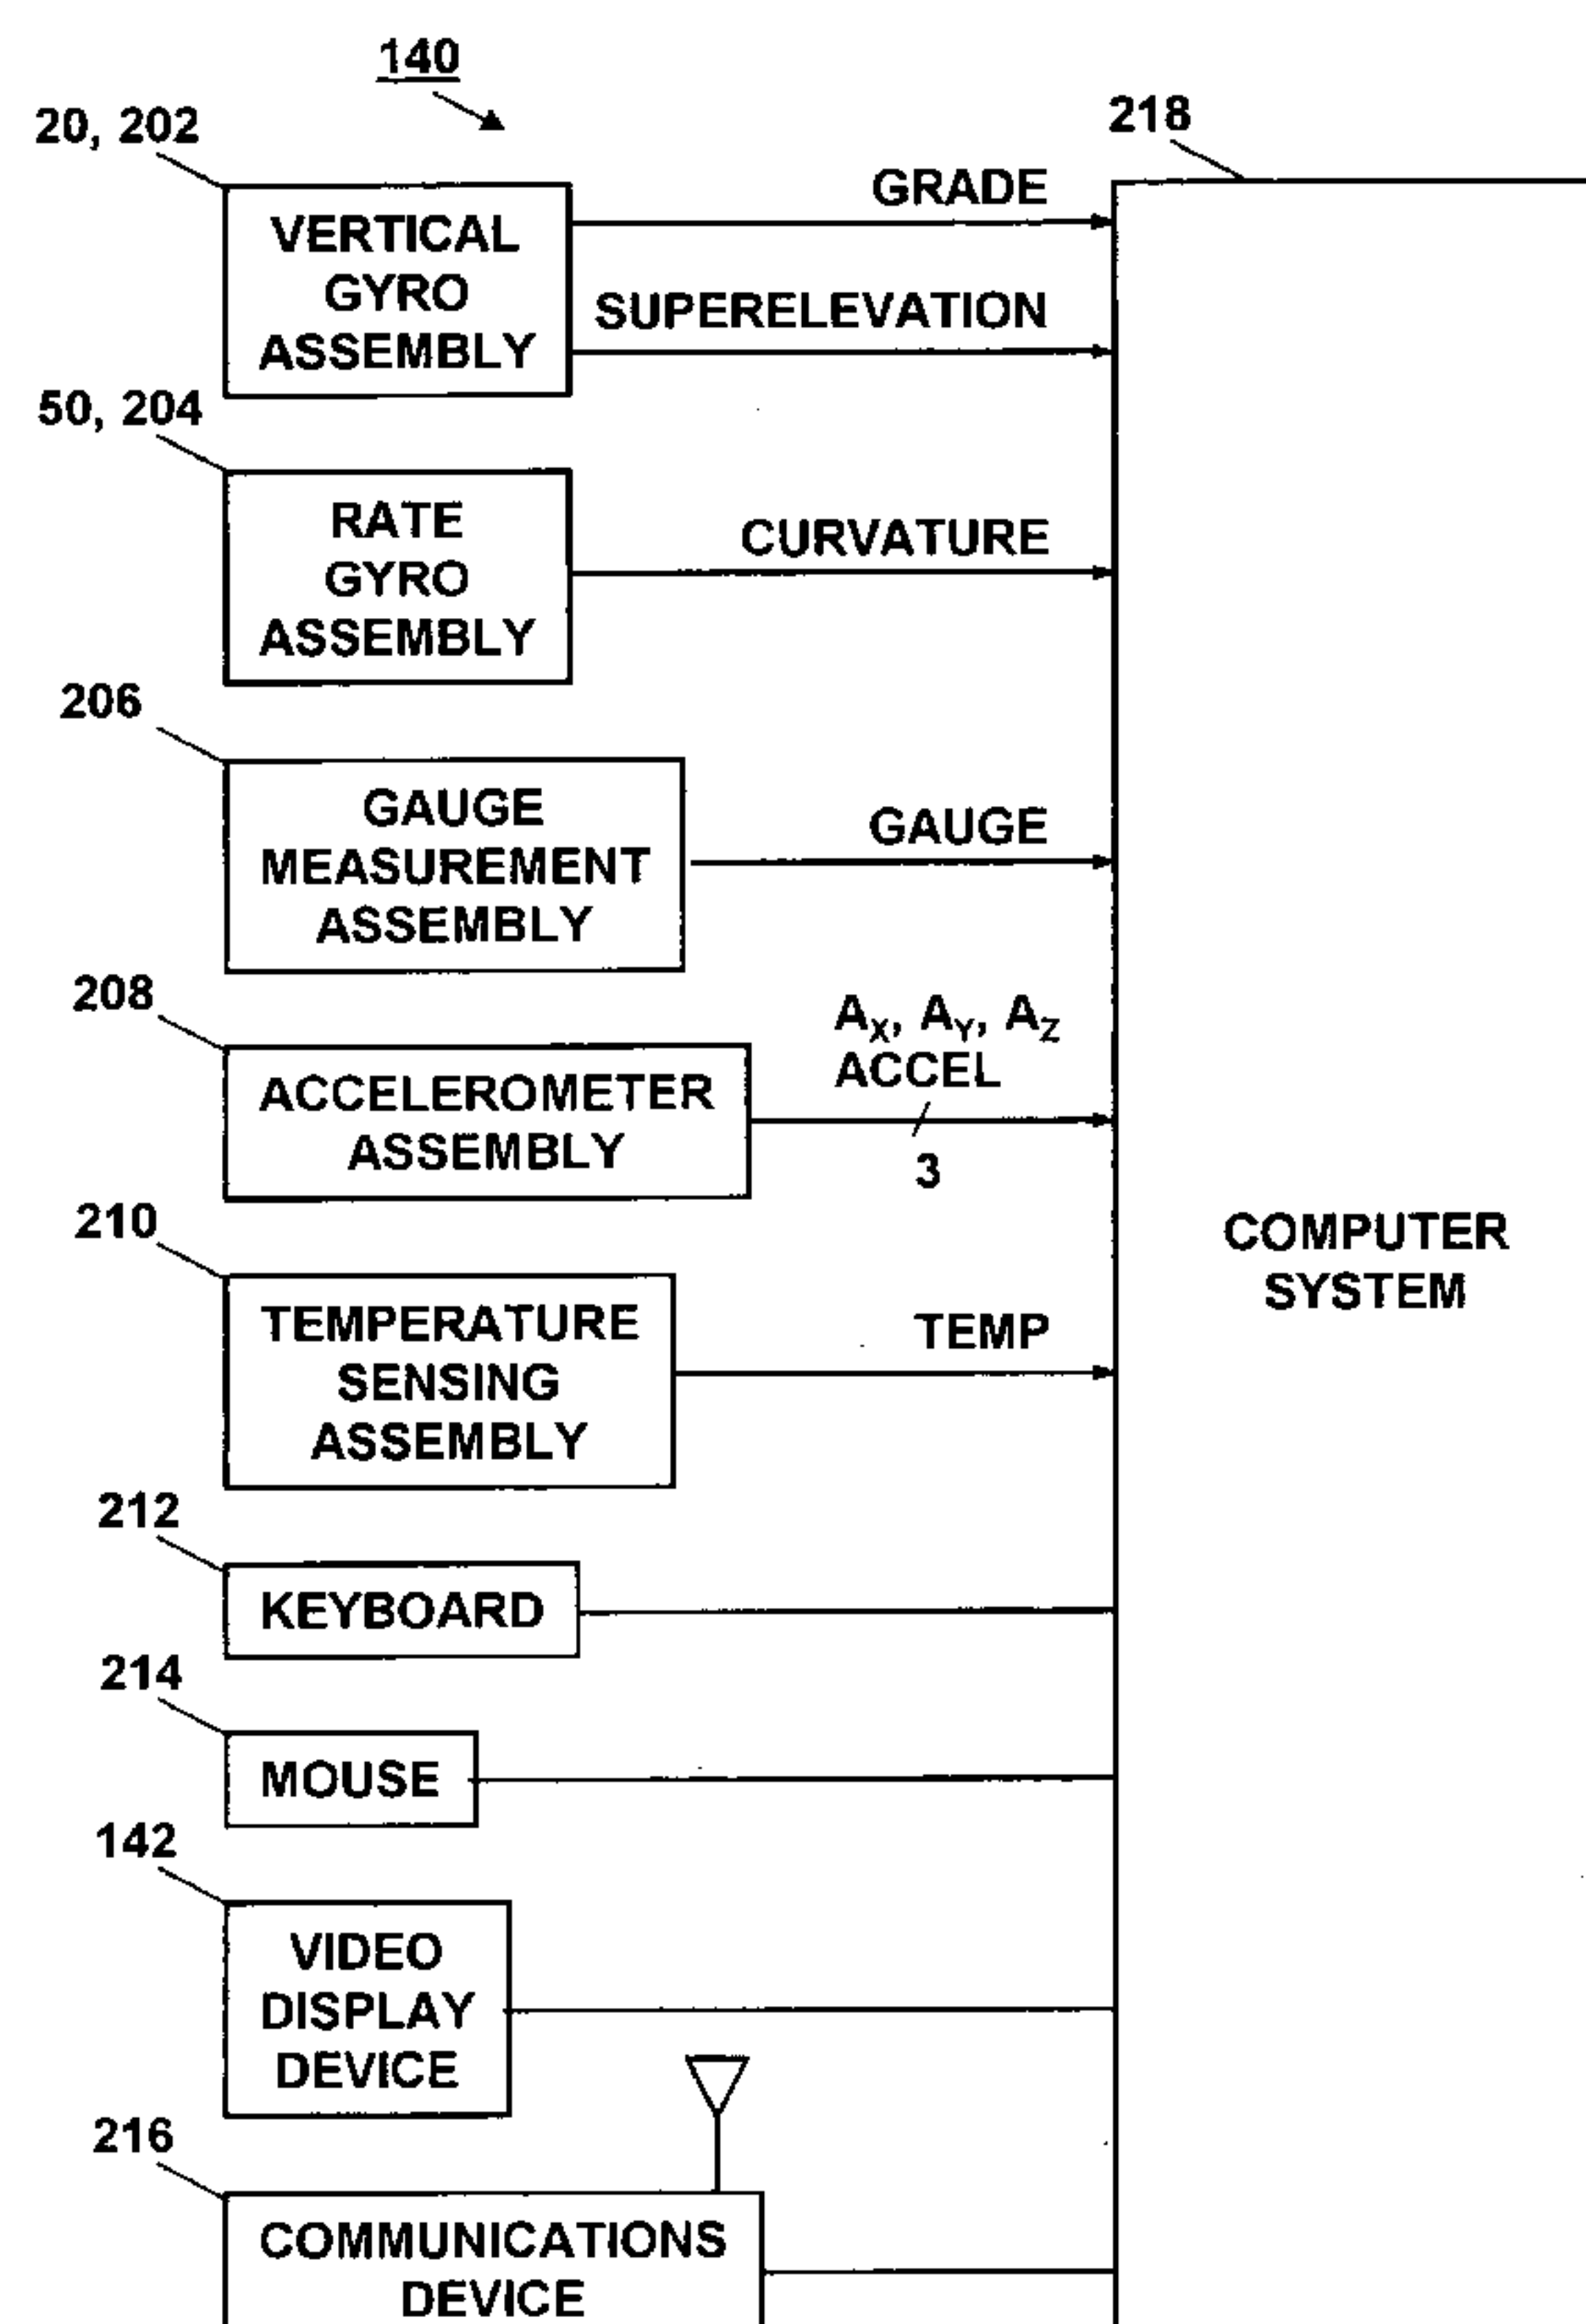 140
20, 202
218
VERTICAL
GYRO
ASSEMBLY
GRADE
SUPERELEVATION
50, 204
RATE
GYRO
ASSEMBLY
CURVATURE
206
GAUGE
MEASUREMENT
ASSEMBLY
GAUGE
208
ACCELEROMETER
ASSEMBLY
AX, AY, AZ
ACCEL
3
210
TEMPERATURE
SENSING
ASSEMBLY
TEMP
COMPUTER
SYSTEM
212
KEYBOARD
214
MOUSE
142
VIDEO
DISPLAY
DEVICE
216
COMMUNICATIONS
DEVICE